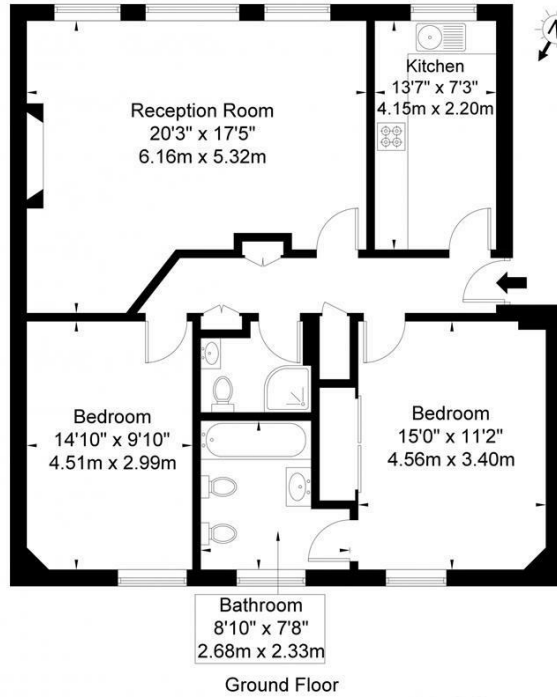 N
Kitchen
13'7" x 7'3"
4.15m x 2.20m
Reception Room
20'3" x 17'5"
6.16m x 5.32m
Bedroom
14'10" x 9'10"
4.51m x 2.99m
Bedroom
15'0" x 11'2"
4.56m x 3.40m
Bathroom
8'10" x 7'8"
2.68m x 2.33m
Ground Floor